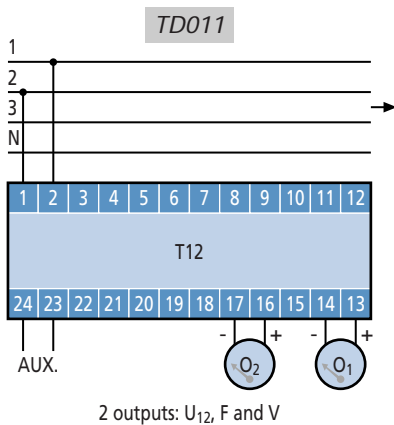 TD011
1
2
3
N
1 2 3 4 5 6 7 8 9 10 11 12
T12
24 23 22 21 20 19 18 17 16 15 14 13
- + - +
AUX. O2 O1
2 outputs: U12, F and V